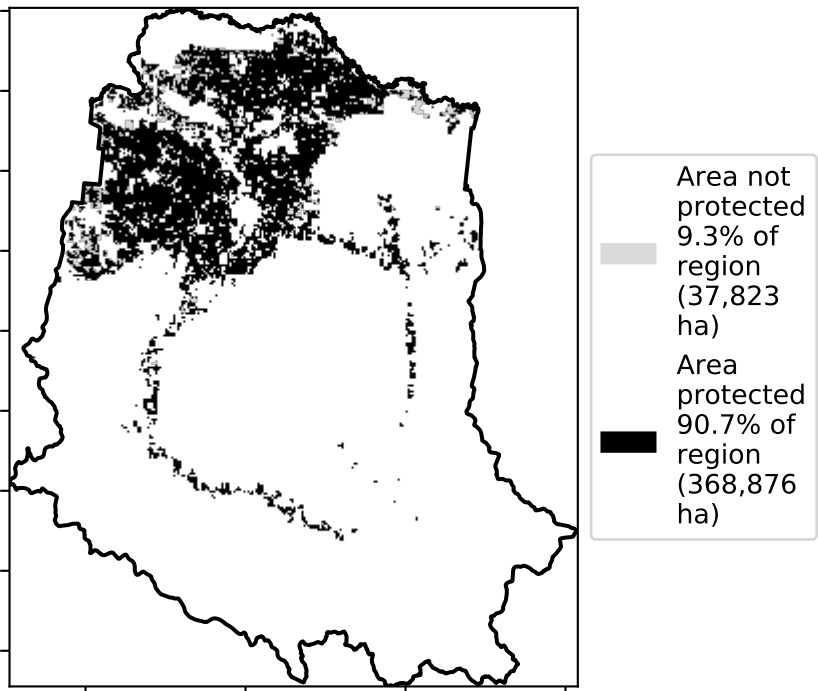 Area not
protected
9.3% of
region
(37,823
ha)
Area
protected
90.7% of
region
(368,876
ha)